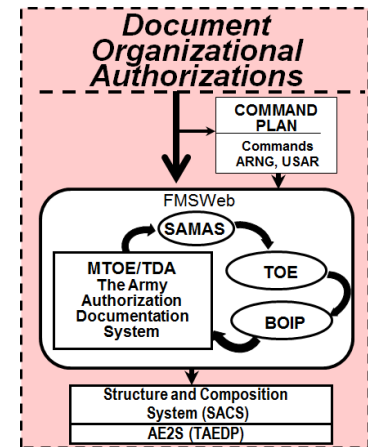 Document
Organizational
Authorizations
COMMAND
PLAN
Commands
ARNG, USAR
FMSWeb
SAMAS
TOE
BOIP
MTOE/TDA
The Army
Authorization
Documentation
System
Structure and Composition
System (SACS)
AE2S (TAEDP)